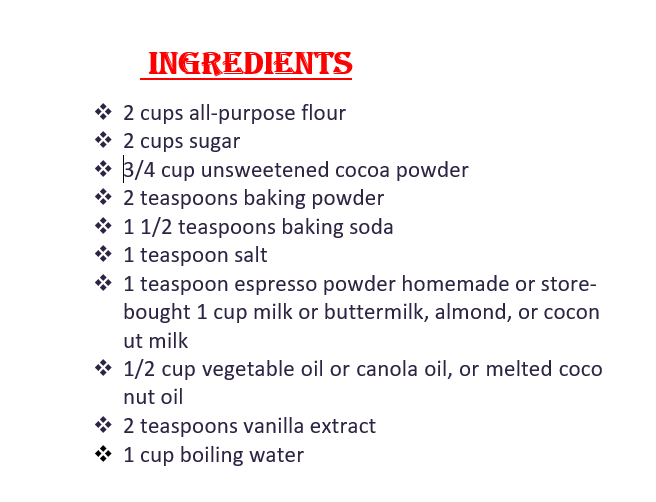 INGREDIENTS
❖ 2 cups all-purpose flour
❖ 2 cups sugar
❖ 3/4 cup unsweetened cocoa powder
❖ 2 teaspoons baking powder
❖ 1 1/2 teaspoons baking soda
❖ 1 teaspoon salt
❖ 1 teaspoon espresso powder homemade or store-
bought 1 cup milk or buttermilk, almond, or cocon
ut milk
❖ 1/2 cup vegetable oil or canola oil, or melted coco
nut oil
❖ 2 teaspoons vanilla extract
❖ 1 cup boiling water